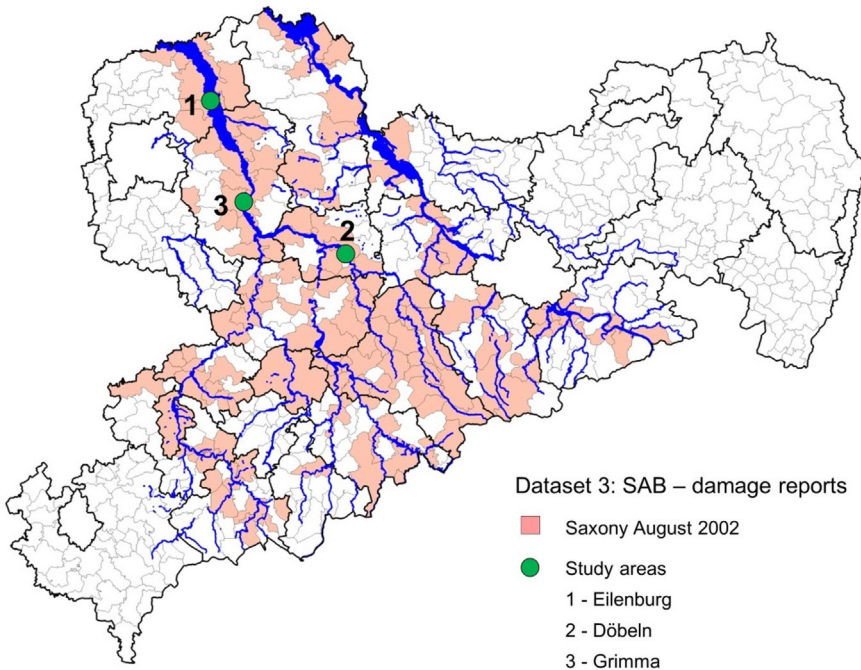 1
3
2
Dataset 3: SAB – damage reports
Saxony August 2002
Study areas
1 - Eilenburg
2 - Döbeln
3 - Grimma